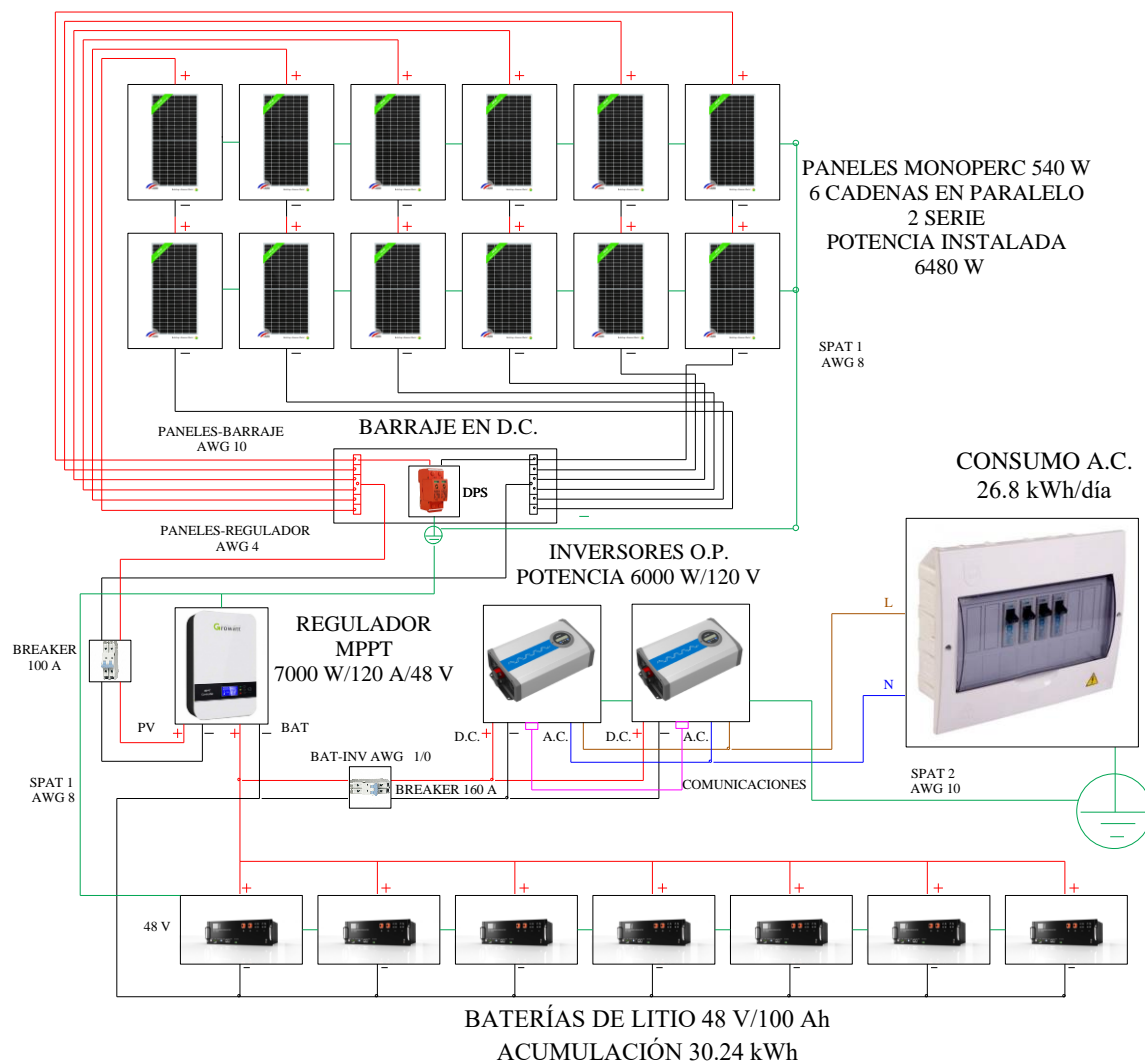 + + + + + +
− − − − − −
+ + + + + +
− − − − − −
PANELES MONOPERC 540 W
6 CADENAS EN PARALELO
2 SERIE
POTENCIA INSTALADA
6480 W
SPAT 1
AWG 8
PANELES-BARRAJE
AWG 10
BARRAJE EN D.C.
DPS
−
PANELES-REGULADOR
AWG 4
CONSUMO A.C.
26.8 kWh/día
INVERSORES O.P.
POTENCIA 6000 W/120 V
L
N
BREAKER
100 A
Growatt
REGULADOR
MPPT
7000 W/120 A/48 V
PV + − + − BAT
D.C. + − A.C. D.C. + − A.C.
BAT-INV AWG 1/0
BREAKER 160 A
COMUNICACIONES
SPAT 1
AWG 8
SPAT 2
AWG 10
+ + + + + + +
48 V
− − − − − − −
BATERÍAS DE LITIO 48 V/100 Ah
ACUMULACIÓN 30.24 kWh